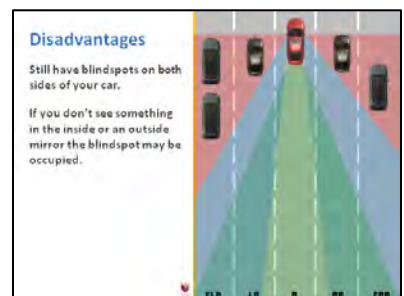 Disadvantages
Still have blindspots on both
sides of your car.
If you don't see something
in the inside or an outside
mirror the blindspot may be
occupied.